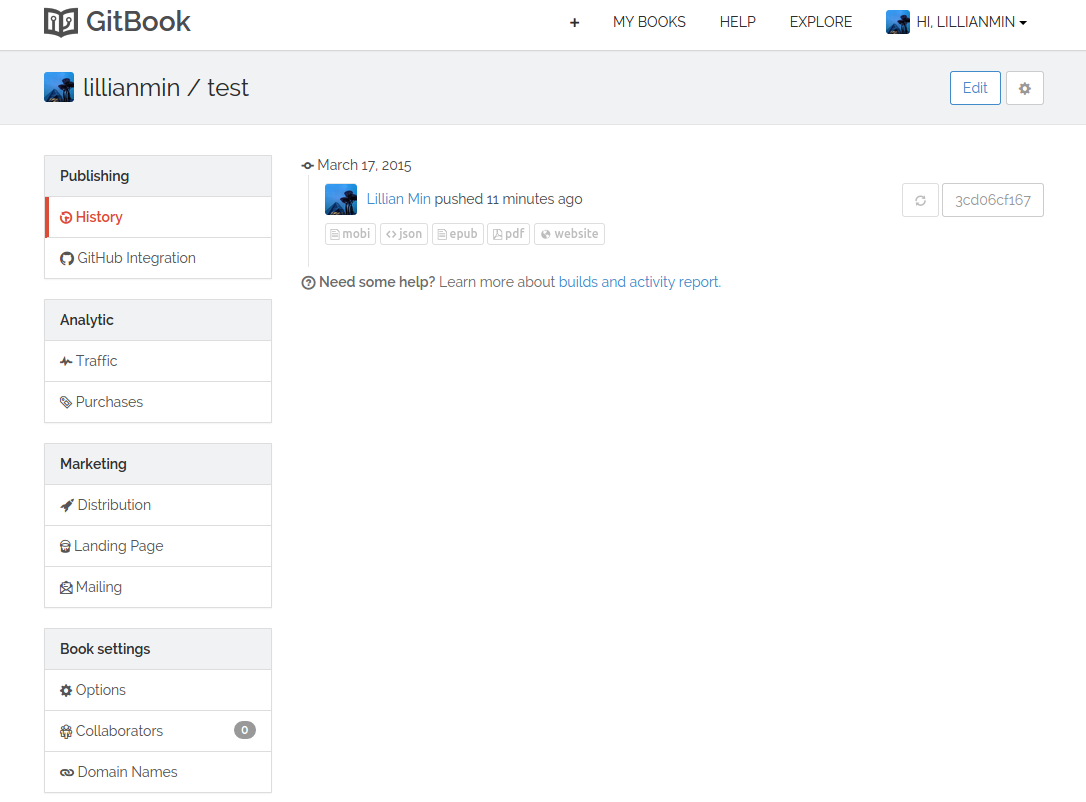 GitBook
+ MY BOOKS HELP EXPLORE HI, LILLIANMIN
lillianmin / test
Edit
Publishing
History
GitHub Integration
Analytic
Traffic
Purchases
Marketing
Distribution
Landing Page
Mailing
Book settings
Options
Collaborators 0
Domain Names
March 17, 2015
Lillian Min pushed 11 minutes ago
3cd06cf167
mobi json epub pdf website
Need some help? Learn more about builds and activity report.